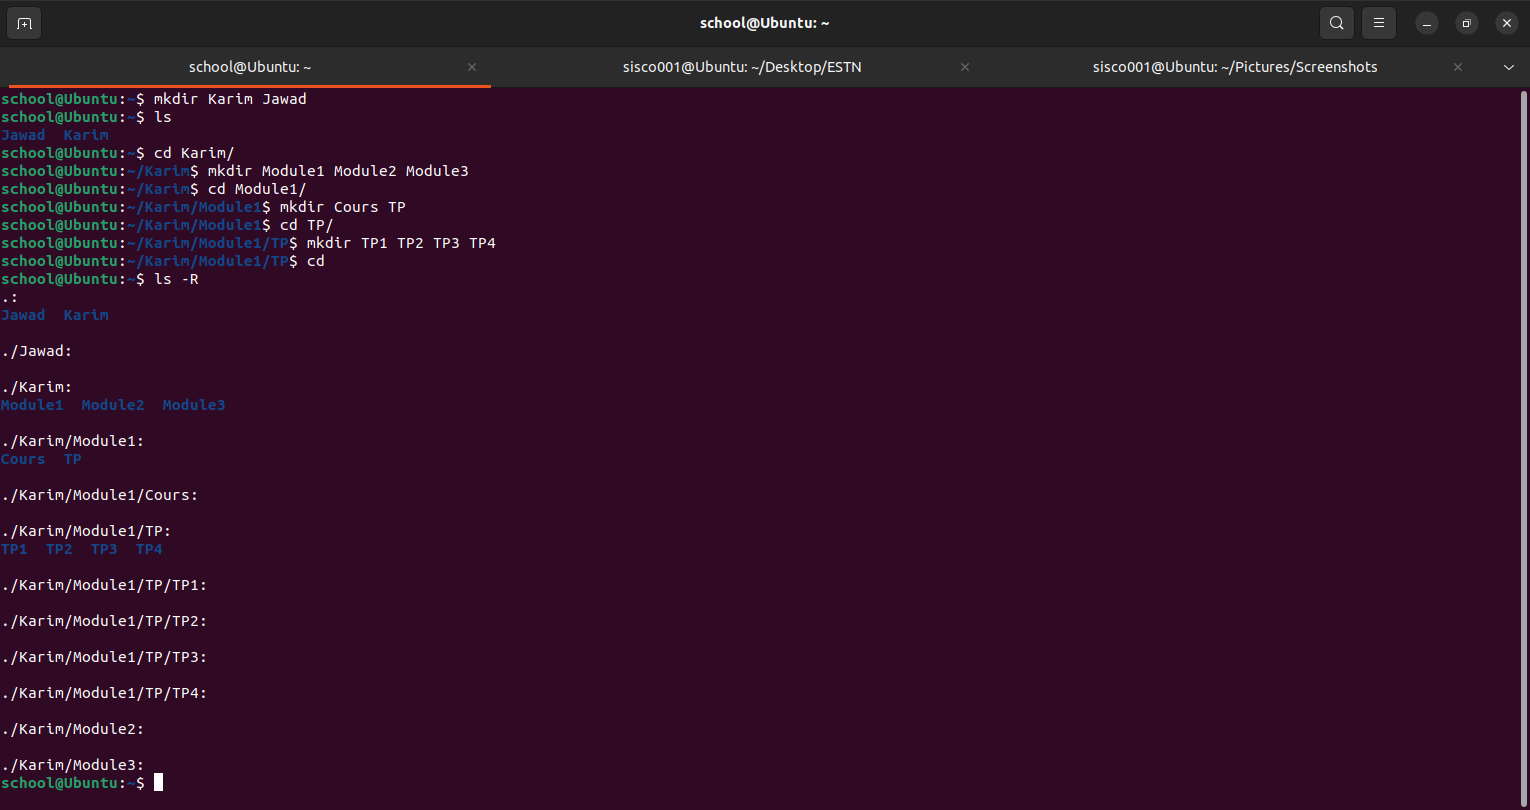 school@Ubuntu: ~
school@Ubuntu: ~
sisco001@Ubuntu: ~/Desktop/ESTN
sisco001@Ubuntu: ~/Pictures/Screenshots
school@Ubuntu:~$ mkdir Karim Jawad
school@Ubuntu:~$ ls
Jawad  Karim
school@Ubuntu:~$ cd Karim/
school@Ubuntu:~/Karim$ mkdir Module1 Module2 Module3
school@Ubuntu:~/Karim$ cd Module1/
school@Ubuntu:~/Karim/Module1$ mkdir Cours TP
school@Ubuntu:~/Karim/Module1$ cd TP/
school@Ubuntu:~/Karim/Module1/TP$ mkdir TP1 TP2 TP3 TP4
school@Ubuntu:~/Karim/Module1/TP$ cd
school@Ubuntu:~$ ls -R
.:
Jawad  Karim
./Jawad:
./Karim:
Module1  Module2  Module3
./Karim/Module1:
Cours  TP
./Karim/Module1/Cours:
./Karim/Module1/TP:
TP1  TP2  TP3  TP4
./Karim/Module1/TP/TP1:
./Karim/Module1/TP/TP2:
./Karim/Module1/TP/TP3:
./Karim/Module1/TP/TP4:
./Karim/Module2:
./Karim/Module3:
school@Ubuntu:~$